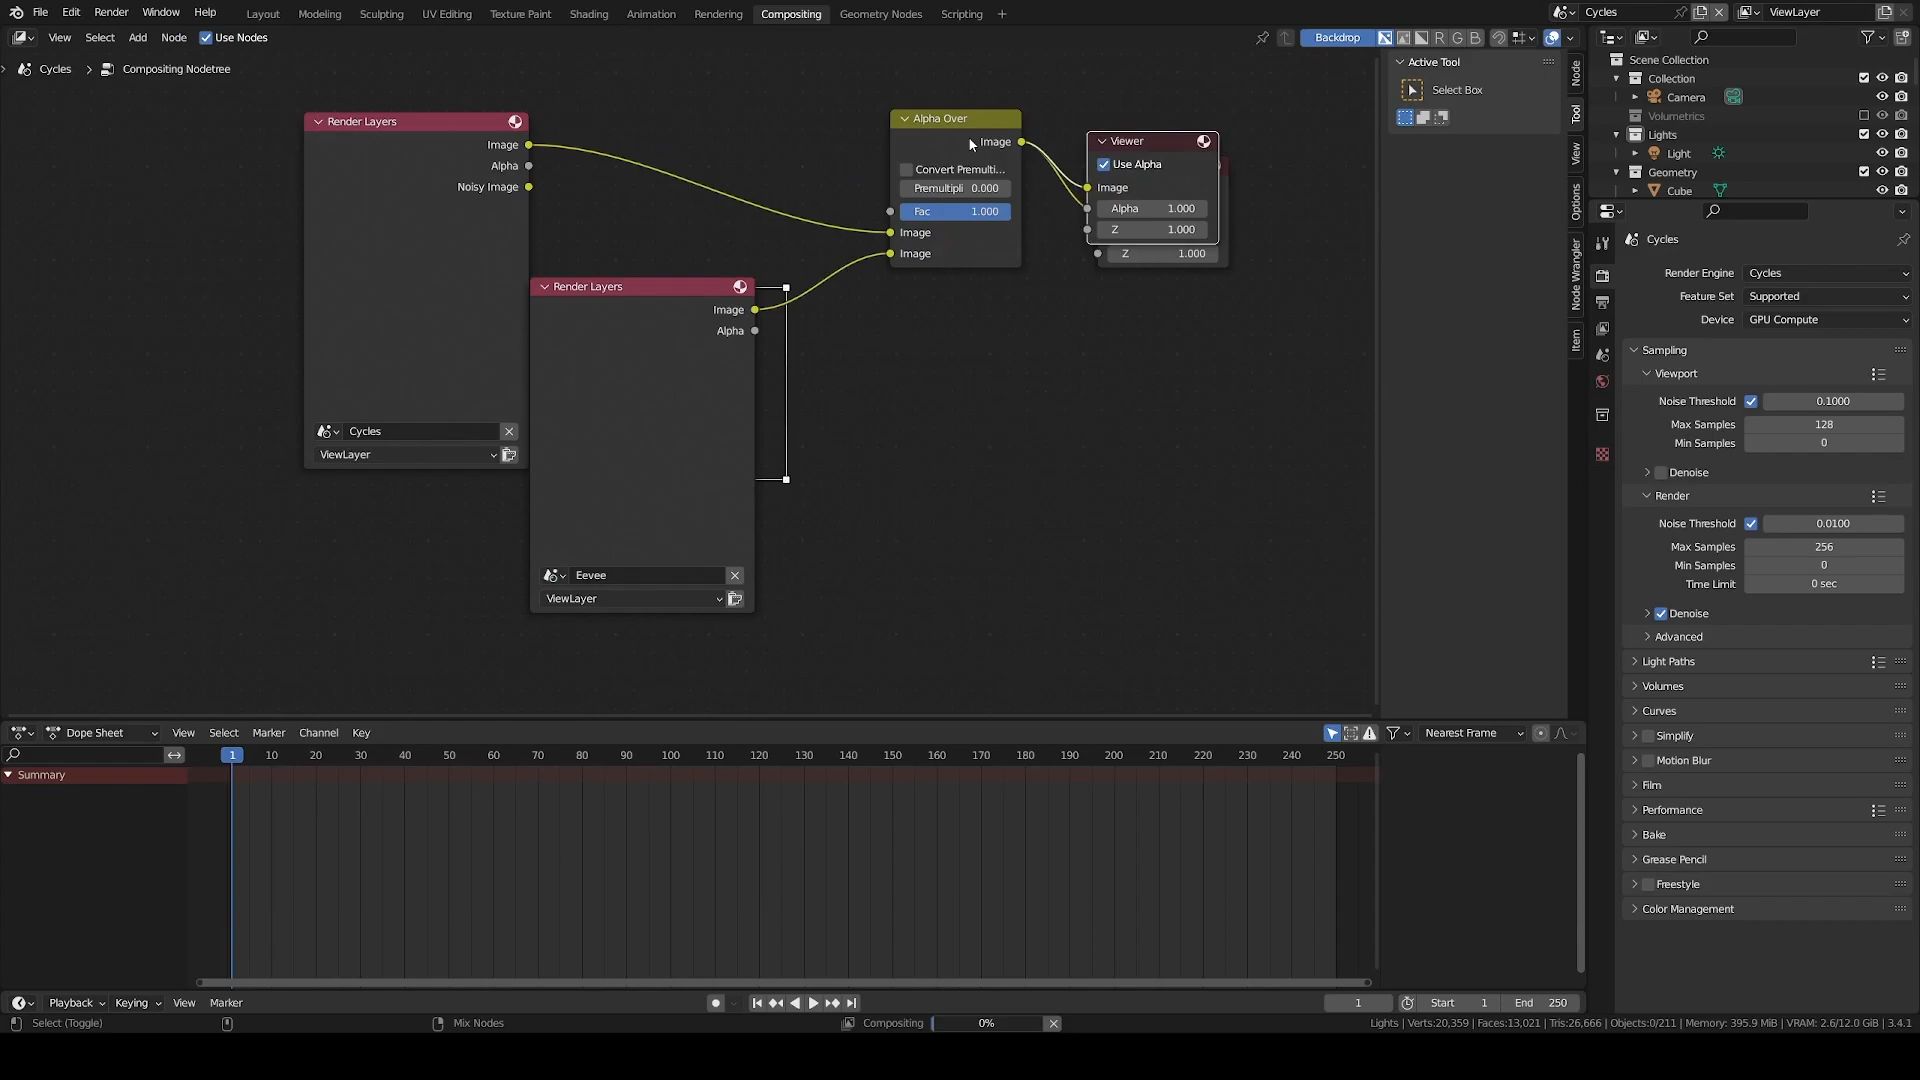 File Edit Render Window Help Layout Modeling Sculpting UV Editing Texture Paint Shading Animation Rendering Compositing Geometry Nodes Scripting + Cycles ViewLayer
View Select Add Node Use Nodes Backdrop R G B
Cycles > Compositing Nodetree
Render Layers
Image
Alpha
Noisy Image
Cycles
ViewLayer
Render Layers
Image
Alpha
Eevee
ViewLayer
Alpha Over
Image
Convert Premulti...
Premultipli 0.000
Fac 1.000
Image
Image
Viewer
Use Alpha
Image
Alpha 1.000
Z 1.000
Z 1.000
Active Tool
Select Box
Node
Tool
View
Options
Node Wrangler
Item
Scene Collection
Collection
Camera
Volumetrics
Lights
Light
Geometry
Cube
Cycles
Render Engine Cycles
Feature Set Supported
Device GPU Compute
Sampling
Viewport
Noise Threshold 0.1000
Max Samples 128
Min Samples 0
Denoise
Render
Noise Threshold 0.0100
Max Samples 256
Min Samples 0
Time Limit 0 sec
Denoise
Advanced
Light Paths
Volumes
Curves
Simplify
Motion Blur
Film
Performance
Bake
Grease Pencil
Freestyle
Color Management
Dope Sheet View Select Marker Channel Key Nearest Frame
1 10 20 30 40 50 60 70 80 90 100 110 120 130 140 150 160 170 180 190 200 210 220 230 240 250
Summary
Playback Keying View Marker 1 Start 1 End 250
Select (Toggle) Mix Nodes Compositing 0% Lights | Verts:20,359 | Faces:13,021 | Tris:26,666 | Objects:0/211 | Memory: 395.9 MiB | VRAM: 2.6/12.0 GiB | 3.4.1